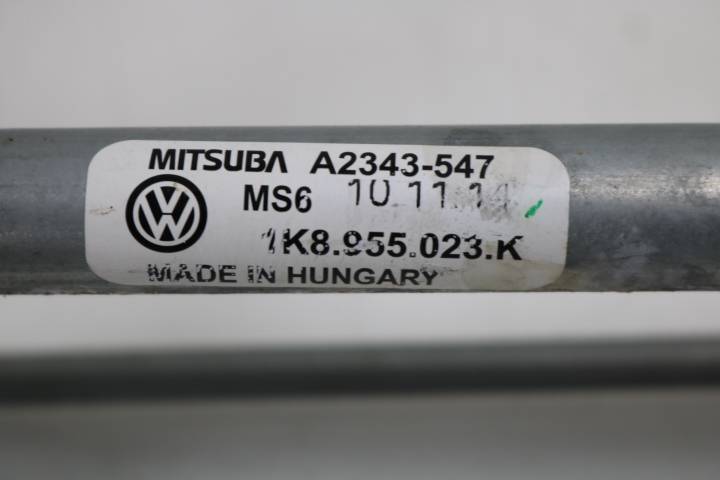 MITSUBA A2343-547
MS6 10 11.14
1K8.955.023.K
MADE IN HUNGARY